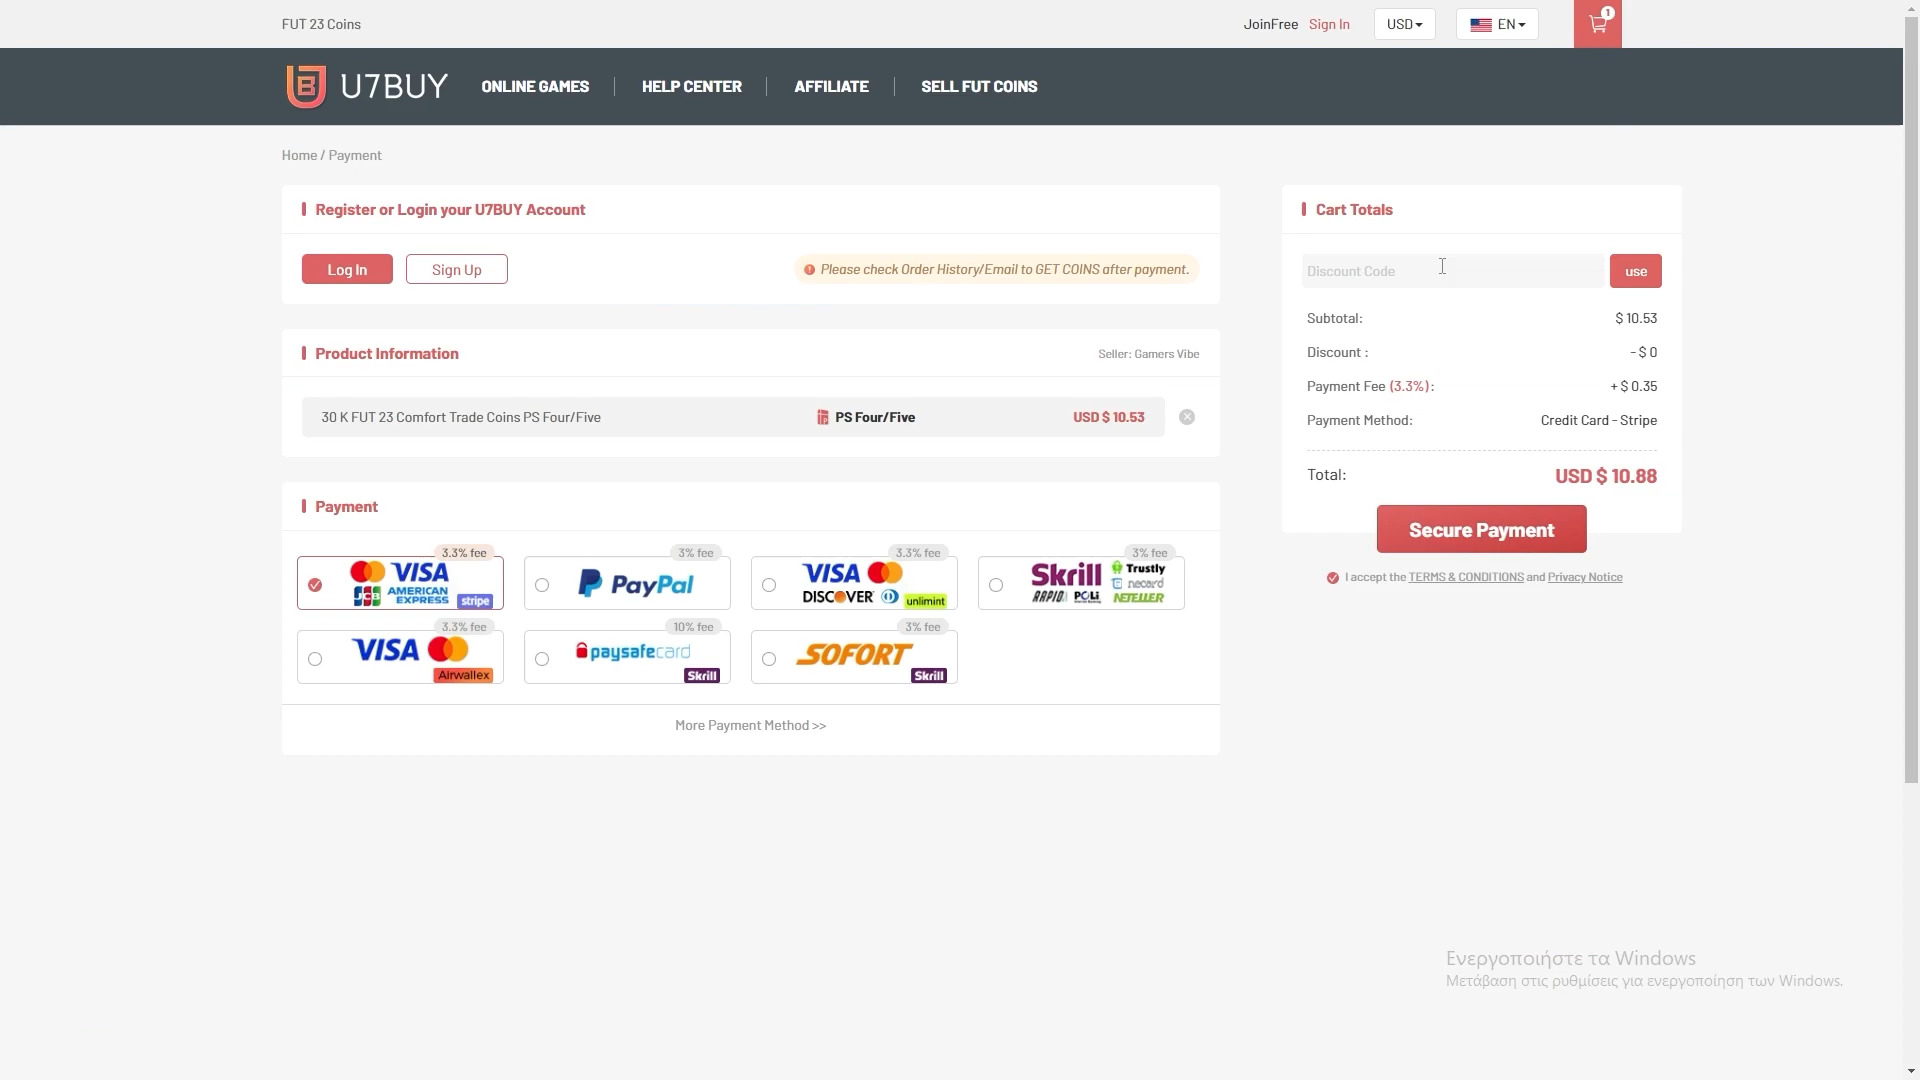 FUT 23 Coins
JoinFree Sign In
USD
EN
1
U7BUY
ONLINE GAMES
HELP CENTER
AFFILIATE
SELL FUT COINS
Home / Payment
Register or Login your U7BUY Account
Log In
Sign Up
Please check Order History/Email to GET COINS after payment.
Product Information
Seller: Gamers Vibe
30 K FUT 23 Comfort Trade Coins PS Four/Five
PS Four/Five
USD $ 10.53
Payment
3.3% fee
VISA
JCB
AMERICAN
EXPRESS
stripe
3% fee
PayPal
3.3% fee
VISA
DISCOVER
unlimint
3% fee
Skrill
Trustly
RAPID
POLi
neteller
NETELLER
3.3% fee
VISA
Airwallex
10% fee
paysafecard
Skrill
3% fee
SOFORT
Skrill
More Payment Method >>
Cart Totals
Discount Code
use
Subtotal: $ 10.53
Discount : - $ 0
Payment Fee (3.3%): + $ 0.35
Payment Method: Credit Card - Stripe
Total: USD $ 10.88
Secure Payment
I accept the TERMS & CONDITIONS and Privacy Notice
Ενεργοποιήστε τα Windows
Μετάβαση στις ρυθμίσεις για ενεργοποίηση των Windows.